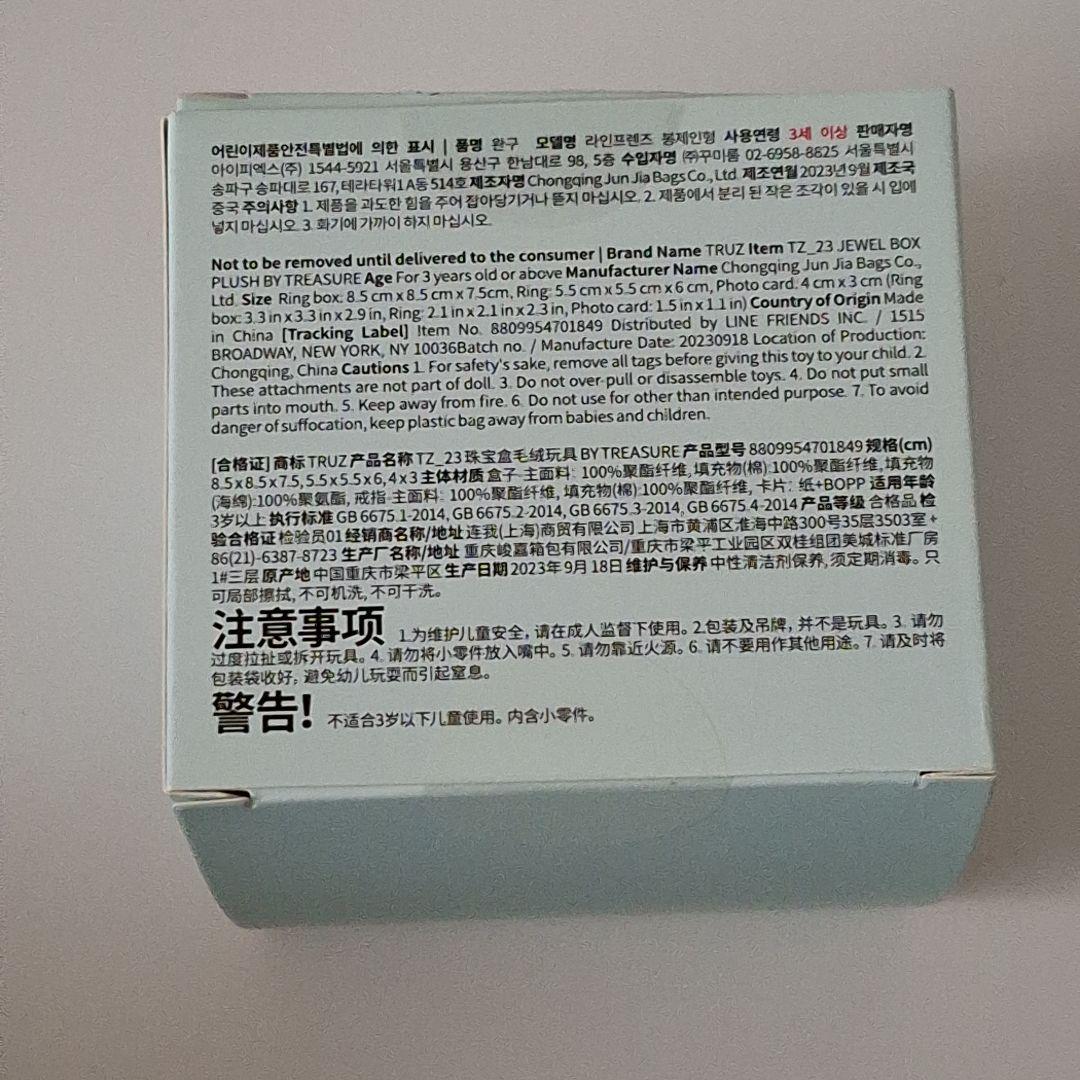 어린이제품안전특별법에 의한 표시 | 품명 완구 모델명 라인프렌즈 봉제인형 사용연령 3세 이상 판매자명
아이피엑스(주) 1544-5921 서울특별시 용산구 한남대로 98, 5층 수입자명 ㈜꾸미룸 02-6958-8825 서울특별시
송파구 송파대로 167, 테라타워1 A동 514호 제조자명 Chongqing Jun Jia Bags Co., Ltd. 제조연월 2023년 9월 제조국
중국 주의사항 1. 제품을 과도한 힘을 주어 잡아당기거나 뜯지 마십시오. 2. 제품에서 분리 된 작은 조각이 있을 시 입에
넣지 마십시오. 3. 화기에 가까이 하지 마십시오.
Not to be removed until delivered to the consumer | Brand Name TRUZ Item TZ_23 JEWEL BOX
PLUSH BY TREASURE Age For 3 years old or above Manufacturer Name Chongqing Jun Jia Bags Co.,
Ltd. Size Ring box: 8.5 cm x 8.5 cm x 7.5cm, Ring: 5.5 cm x 5.5 cm x 6 cm, Photo card: 4 cm x 3 cm (Ring
box: 3.3 in x 3.3 in x 2.9 in, Ring: 2.1 in x 2.1 in x 2.3 in, Photo card: 1.5 in x 1.1 in) Country of Origin Made
in China [Tracking Label] Item No. 8809954701849 Distributed by LINE FRIENDS INC. / 1515
BROADWAY, NEW YORK, NY 10036Batch no. / Manufacture Date: 20230918 Location of Production:
Chongqing, China Cautions 1. For safety's sake, remove all tags before giving this toy to your child. 2.
These attachments are not part of doll. 3. Do not over-pull or disassemble toys. 4. Do not put small
parts into mouth. 5. Keep away from fire. 6. Do not use for other than intended purpose. 7. To avoid
danger of suffocation, keep plastic bag away from babies and children.
[合格证] 商标 TRUZ 产品名称 TZ_23 珠宝盒毛绒玩具 BY TREASURE 产品型号 8809954701849 规格(cm)
8.5 x 8.5 x 7.5, 5.5 x 5.5 x 6, 4 x 3 主体材质 盒子-主面料: 100%聚酯纤维, 填充物(棉):100%聚酯纤维, 填充物
(海绵):100%聚氨酯, 戒指-主面料: 100%聚酯纤维, 填充物(棉):100%聚酯纤维, 卡片: 纸+BOPP 适用年龄
3岁以上 执行标准 GB 6675.1-2014, GB 6675.2-2014, GB 6675.3-2014, GB 6675.4-2014 产品等级 合格品 检
验合格证 检验员01 经销商名称/地址 连我(上海)商贸有限公司 上海市黄浦区淮海中路300号35层3503室 +
86(21)-6387-8723 生产厂名称/地址 重庆峻嘉箱包有限公司/重庆市梁平工业园区双桂组团美城标准厂房
1#三层 原产地 中国重庆市梁平区 生产日期 2023年 9月 18日 维护与保养 中性清洁剂保养, 须定期消毒。只
可局部擦拭, 不可机洗, 不可干洗。
注意事项 1.为维护儿童安全, 请在成人监督下使用。2.包装及吊牌, 并不是玩具。3. 请勿
过度拉扯或拆开玩具。4. 请勿将小零件放入嘴中。5. 请勿靠近火源。6. 请不要用作其他用途。7. 请及时将
包装袋收好, 避免幼儿玩耍而引起窒息。
警告! 不适合3岁以下儿童使用。内含小零件。